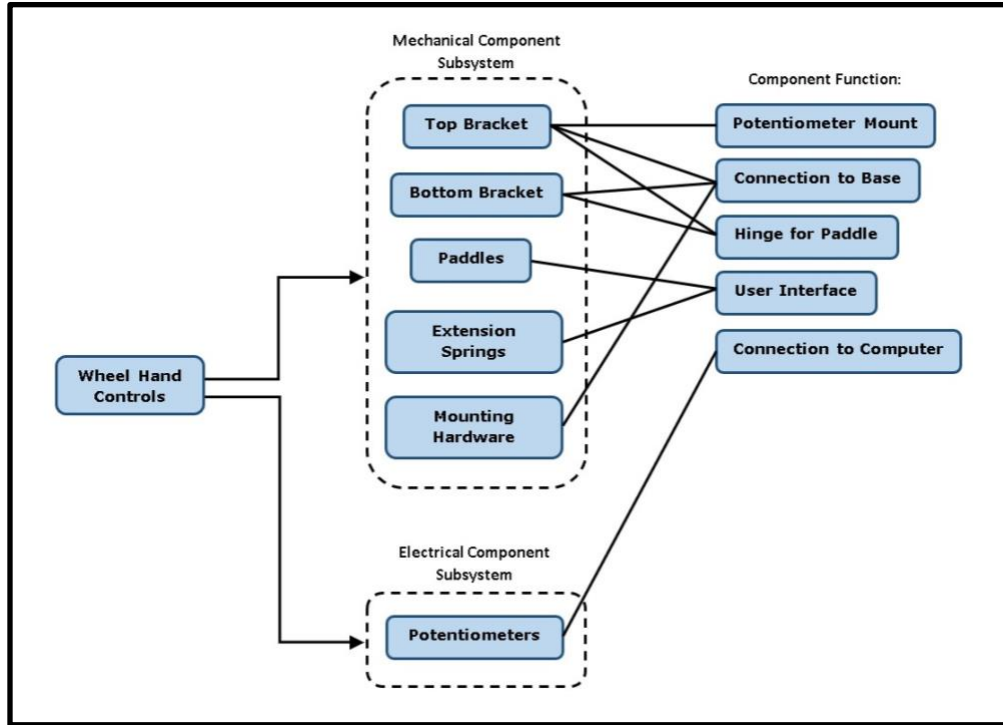 Mechanical Component
Subsystem
Component Function:
Top Bracket
Potentiometer Mount
Bottom Bracket
Connection to Base
Hinge for Paddle
Paddles
User Interface
Extension
Springs
Connection to Computer
Wheel Hand
Controls
Mounting
Hardware
Electrical Component
Subsystem
Potentiometers